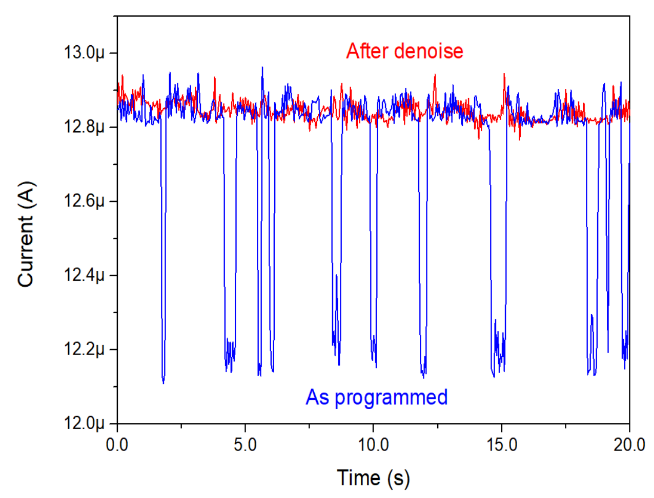 13.0µ
12.8µ
12.6µ
12.4µ
12.2µ
12.0µ
Current (A)
After denoise
As programmed
0.0 5.0 10.0 15.0 20.0
Time (s)